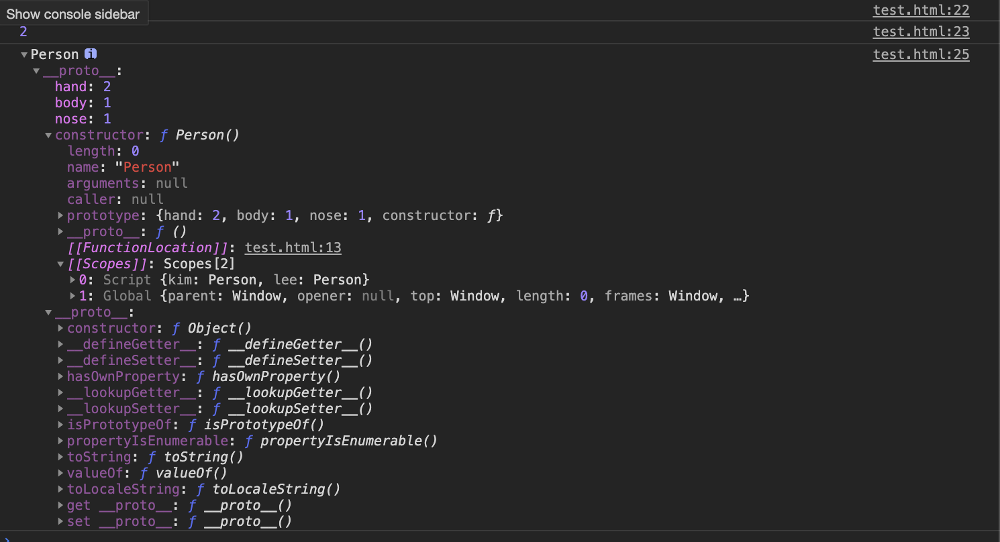 Show console sidebar test.html:22
2 test.html:23
Person i test.html:25
__proto__:
hand: 2
body: 1
nose: 1
constructor: ƒ Person()
length: 0
name: "Person"
arguments: null
caller: null
prototype: {hand: 2, body: 1, nose: 1, constructor: ƒ}
__proto__: ƒ ()
[[FunctionLocation]]: test.html:13
[[Scopes]]: Scopes[2]
0: Script {kim: Person, lee: Person}
1: Global {parent: Window, opener: null, top: Window, length: 0, frames: Window, …}
__proto__:
constructor: ƒ Object()
__defineGetter__: ƒ __defineGetter__()
__defineSetter__: ƒ __defineSetter__()
hasOwnProperty: ƒ hasOwnProperty()
__lookupGetter__: ƒ __lookupGetter__()
__lookupSetter__: ƒ __lookupSetter__()
isPrototypeOf: ƒ isPrototypeOf()
propertyIsEnumerable: ƒ propertyIsEnumerable()
toString: ƒ toString()
valueOf: ƒ valueOf()
toLocaleString: ƒ toLocaleString()
get __proto__: ƒ __proto__()
set __proto__: ƒ __proto__()